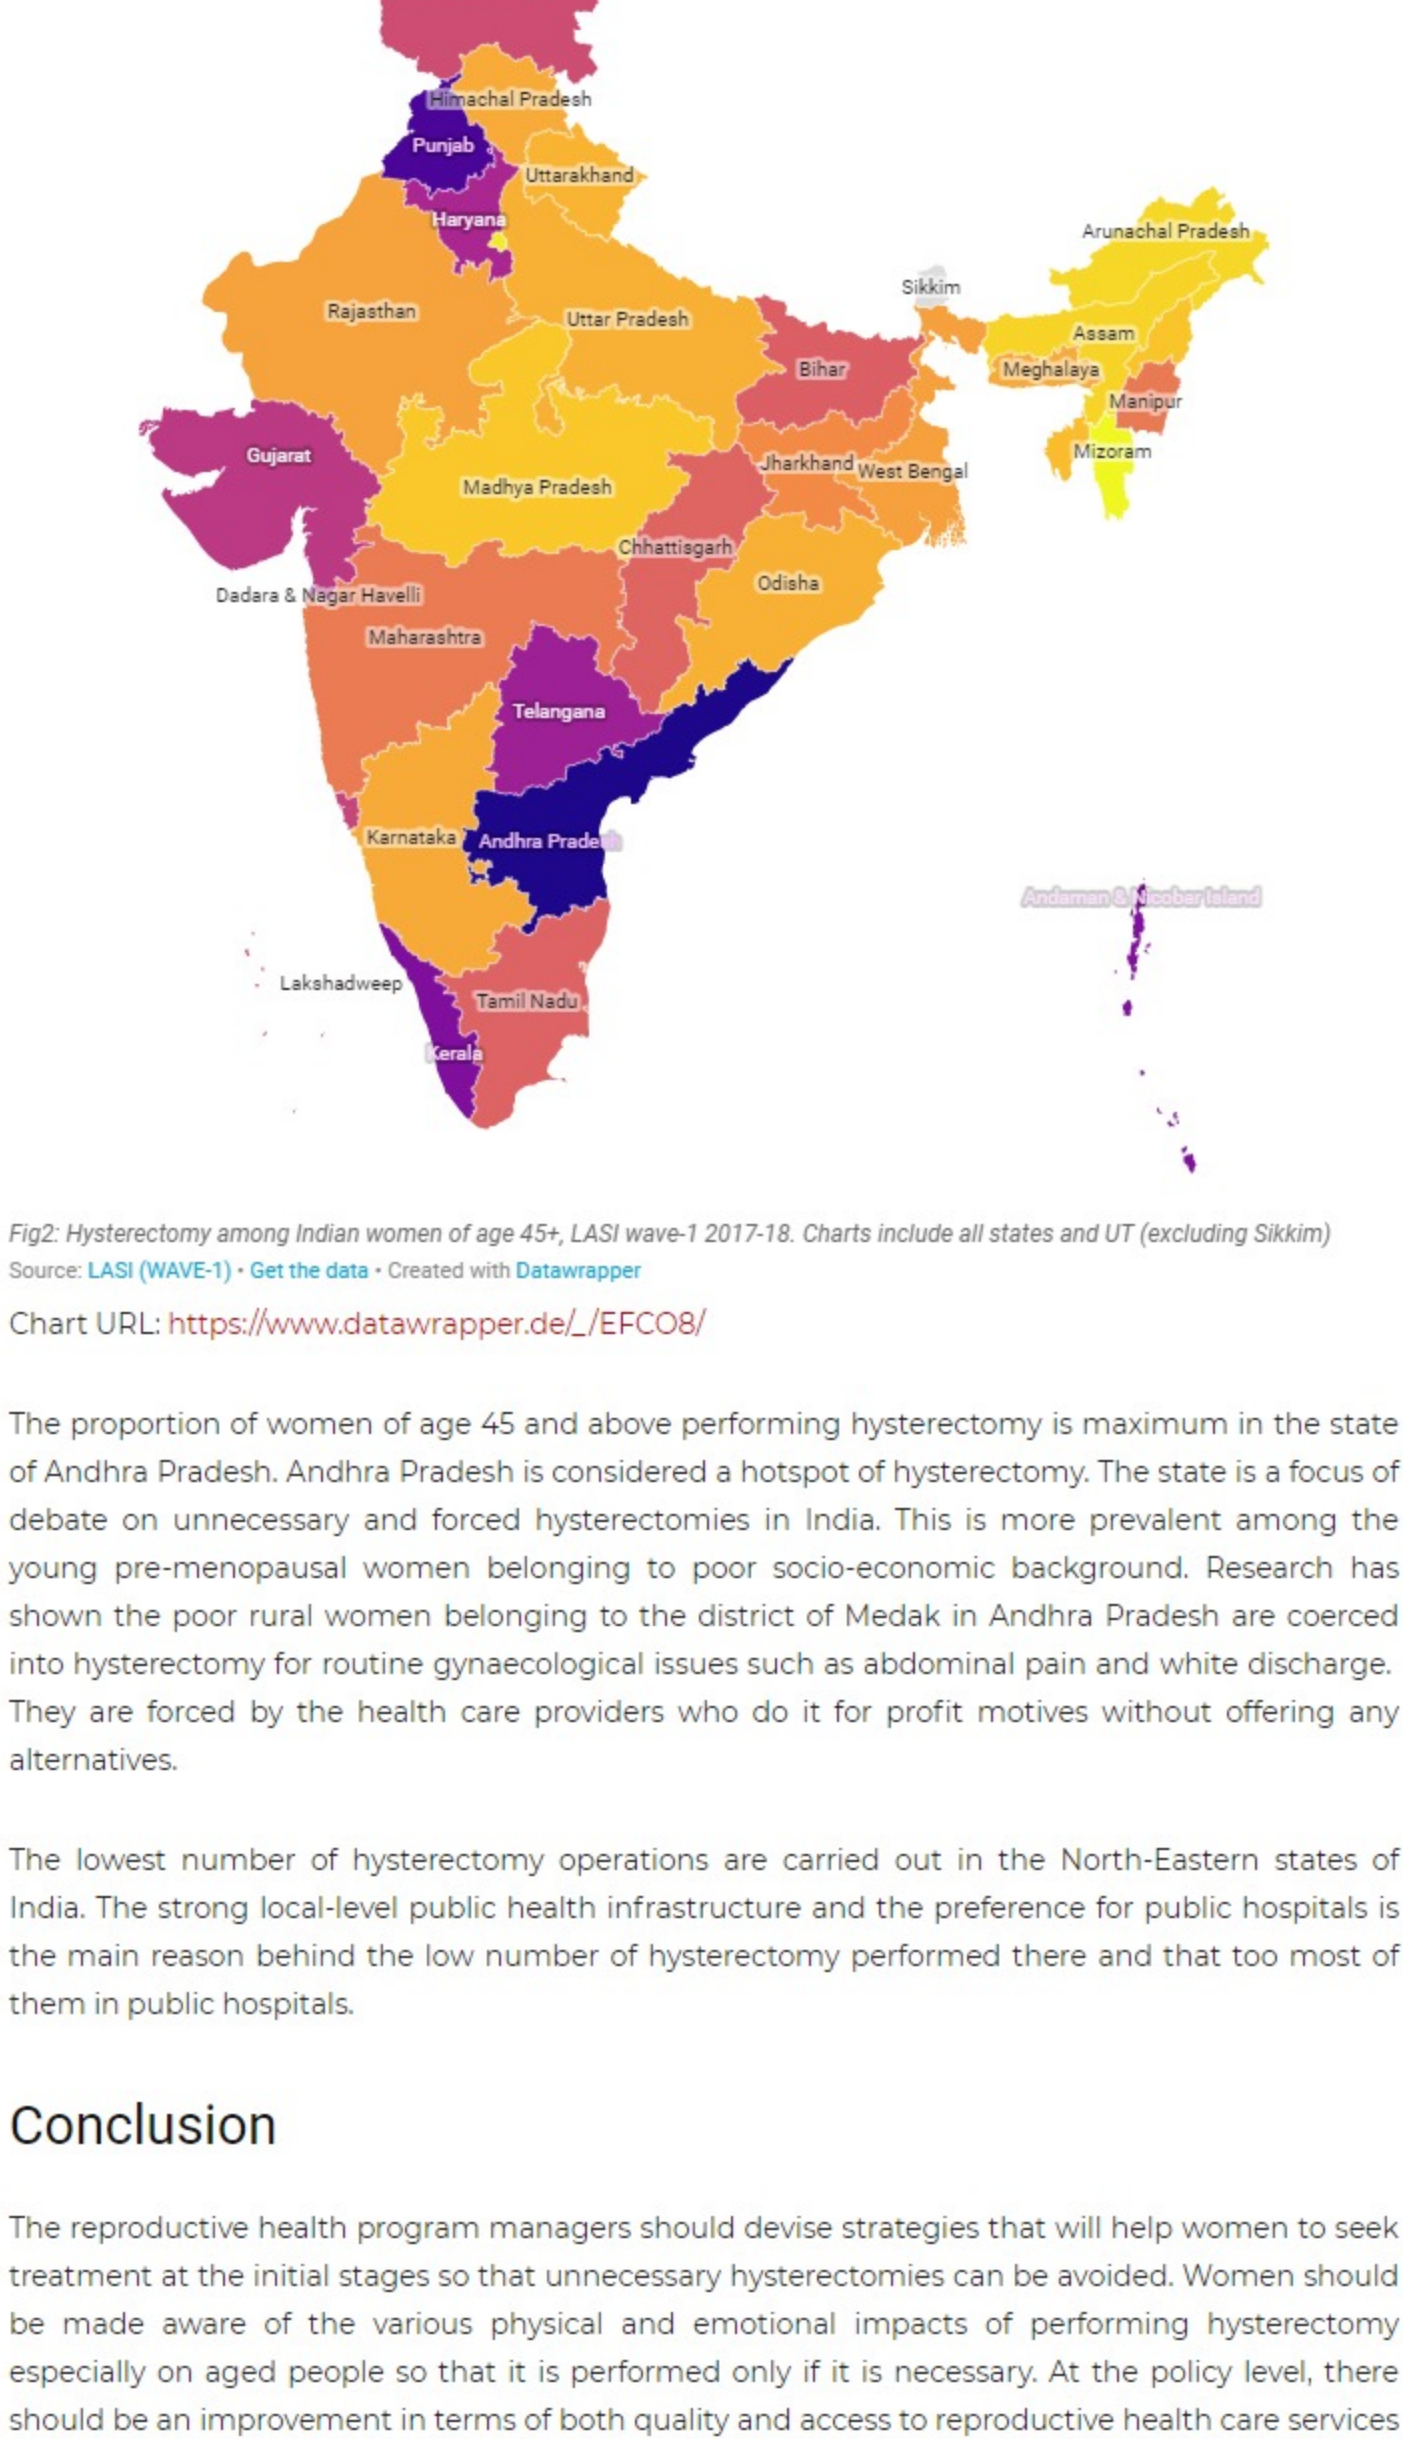 Himachal Pradesh
Punjab
Uttarakhand
Haryana
Arunachal Pradesh
Sikkim
Rajasthan
Uttar Pradesh
Assam
Bihar
Meghalaya
Manipur
Gujarat
Mizoram
Jharkhand
West Bengal
Madhya Pradesh
Chhattisgarh
Odisha
Dadara & Nagar Havelli
Maharashtra
Telangana
Karnataka
Andhra Pradesh
Andaman & Nicobar Island
Lakshadweep
Tamil Nadu
Kerala
Fig2: Hysterectomy among Indian women of age 45+, LASI wave-1 2017-18. Charts include all states and UT (excluding Sikkim)
Source: LASI (WAVE-1) • Get the data • Created with Datawrapper
Chart URL: https://www.datawrapper.de/_/EFCO8/
The proportion of women of age 45 and above performing hysterectomy is maximum in the state
of Andhra Pradesh. Andhra Pradesh is considered a hotspot of hysterectomy. The state is a focus of
debate on unnecessary and forced hysterectomies in India. This is more prevalent among the
young pre-menopausal women belonging to poor socio-economic background. Research has
shown the poor rural women belonging to the district of Medak in Andhra Pradesh are coerced
into hysterectomy for routine gynaecological issues such as abdominal pain and white discharge.
They are forced by the health care providers who do it for profit motives without offering any
alternatives.
The lowest number of hysterectomy operations are carried out in the North-Eastern states of
India. The strong local-level public health infrastructure and the preference for public hospitals is
the main reason behind the low number of hysterectomy performed there and that too most of
them in public hospitals.
Conclusion
The reproductive health program managers should devise strategies that will help women to seek
treatment at the initial stages so that unnecessary hysterectomies can be avoided. Women should
be made aware of the various physical and emotional impacts of performing hysterectomy
especially on aged people so that it is performed only if it is necessary. At the policy level, there
should be an improvement in terms of both quality and access to reproductive health care services